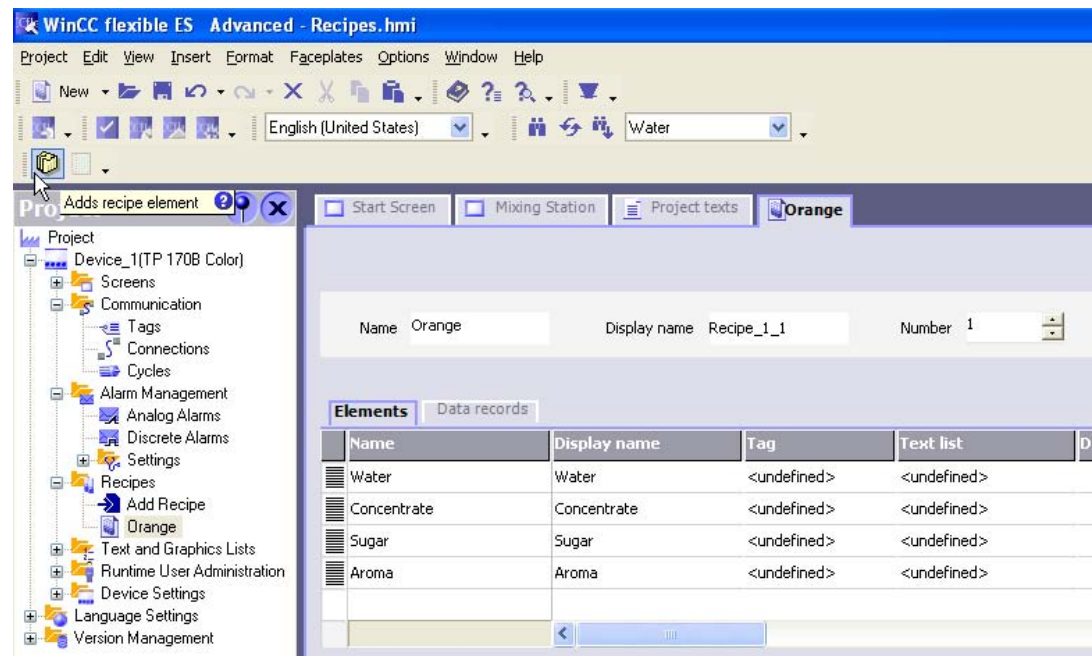 WinCC flexible ES Advanced - Recipes.hmi
Project Edit View Insert Format Faceplates Options Window Help
New
English (United States) Water
Adds recipe element
Start Screen Mixing Station Project texts Orange
Project
Device_1(TP 170B Color)
Screens
Communication
Tags
Connections
Cycles
Alarm Management
Analog Alarms
Discrete Alarms
Settings
Recipes
Add Recipe
Orange
Text and Graphics Lists
Runtime User Administration
Device Settings
Language Settings
Version Management
Name Orange Display name Recipe_1_1 Number 1
Elements Data records
Name Display name Tag Text list
Water Water <undefined> <undefined>
Concentrate Concentrate <undefined> <undefined>
Sugar Sugar <undefined> <undefined>
Aroma Aroma <undefined> <undefined>